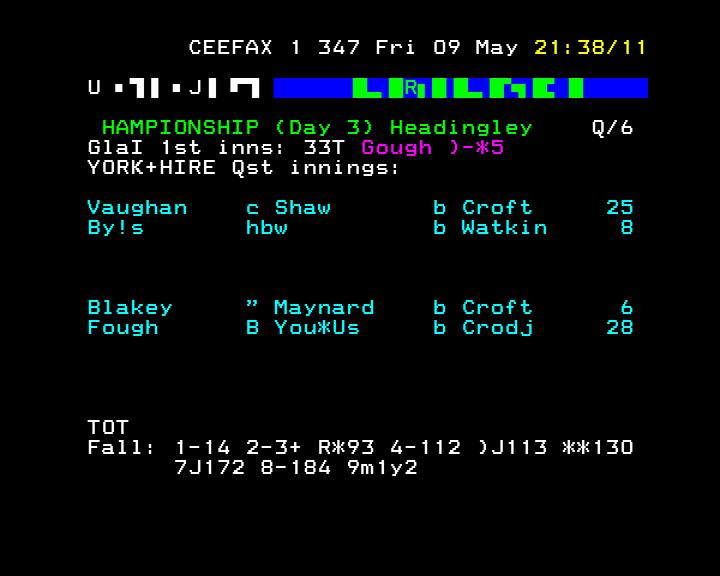 CEEFAX 1 347 Fri 09 May 21:38/11
HAMPIONSHIP (Day 3) Headingley Q/6
GlaI 1st inns: 33T Gough )-*5
YORK+HIRE Qst innings:
Vaughan c Shaw b Croft 25
By!s hbw b Watkin 8
Blakey ” Maynard b Croft 6
Fough B You*Us b Crodj 28
TOT
Fall: 1-14 2-3+ R*93 4-112 )J113 **130
7J172 8-184 9m1y2